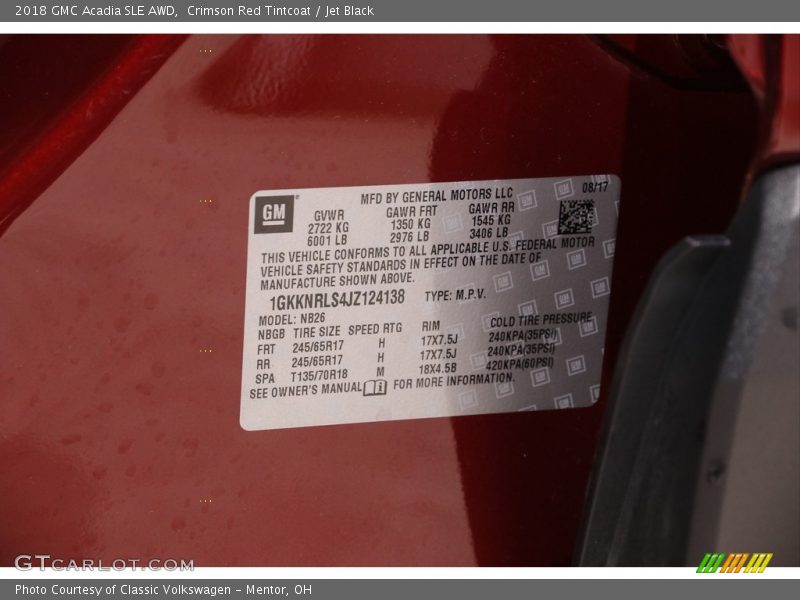 2018 GMC Acadia SLE AWD,  Crimson Red Tintcoat / Jet Black
GM
MFD BY GENERAL MOTORS LLC
08/17
GVWR GAWR FRT GAWR RR
2722 KG 1350 KG 1545 KG
6001 LB 2976 LB 3406 LB
THIS VEHICLE CONFORMS TO ALL APPLICABLE U.S. FEDERAL MOTOR
VEHICLE SAFETY STANDARDS IN EFFECT ON THE DATE OF
MANUFACTURE SHOWN ABOVE.
1GKKNRLS4JZ124138 TYPE: M.P.V.
MODEL: NB26
NBGB TIRE SIZE SPEED RTG RIM COLD TIRE PRESSURE
FRT 245/65R17 H 17X7.5J 240KPA(35PSI)
RR 245/65R17 H 17X7.5J 240KPA(35PSI)
SPA T135/70R18 M 18X4.5B 420KPA(60PSI)
SEE OWNER'S MANUAL FOR MORE INFORMATION.
GTCARLOT.COM
Photo Courtesy of Classic Volkswagen - Mentor, OH